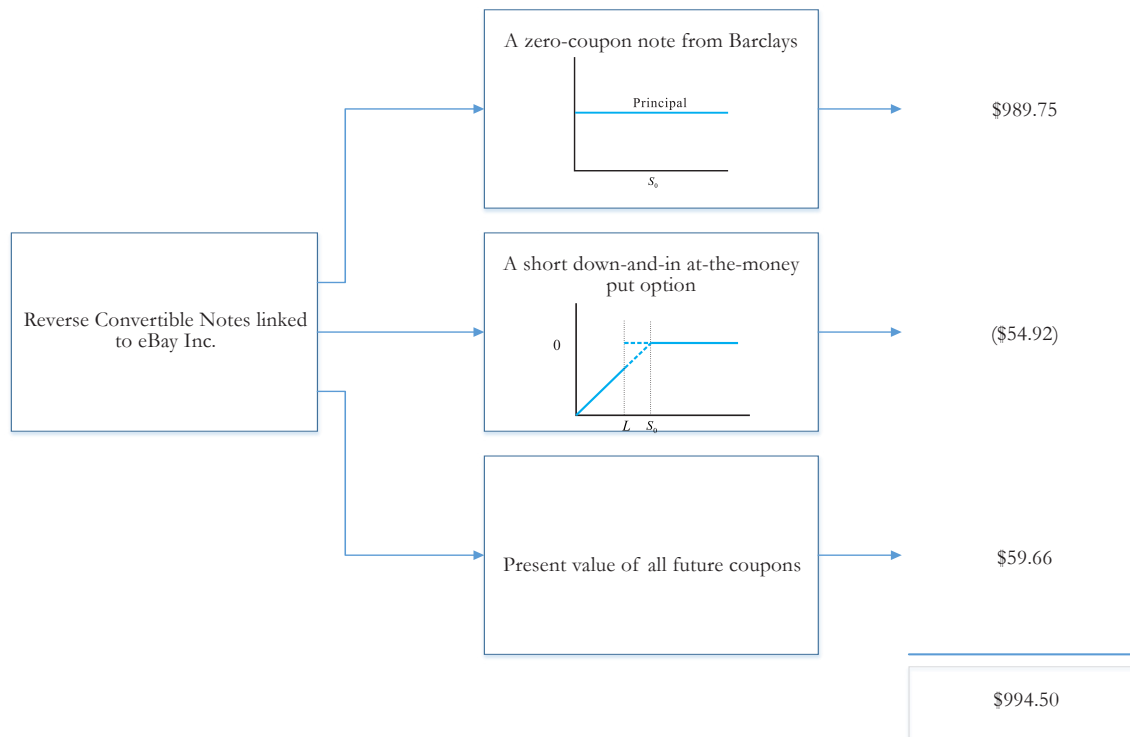 Reverse Convertible Notes linked
to eBay Inc.
A zero-coupon note from Barclays
Principal
S₀
$989.75
A short down-and-in at-the-money
put option
0
L S₀
($54.92)
Present value of all future coupons
$59.66
$994.50